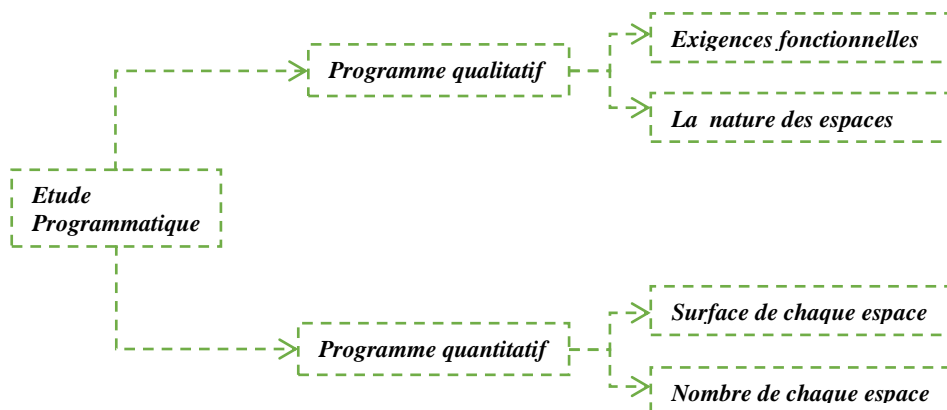 Exigences fonctionnelles
Programme qualitatif
La nature des espaces
Etude
Programmatique
Surface de chaque espace
Programme quantitatif
Nombre de chaque espace